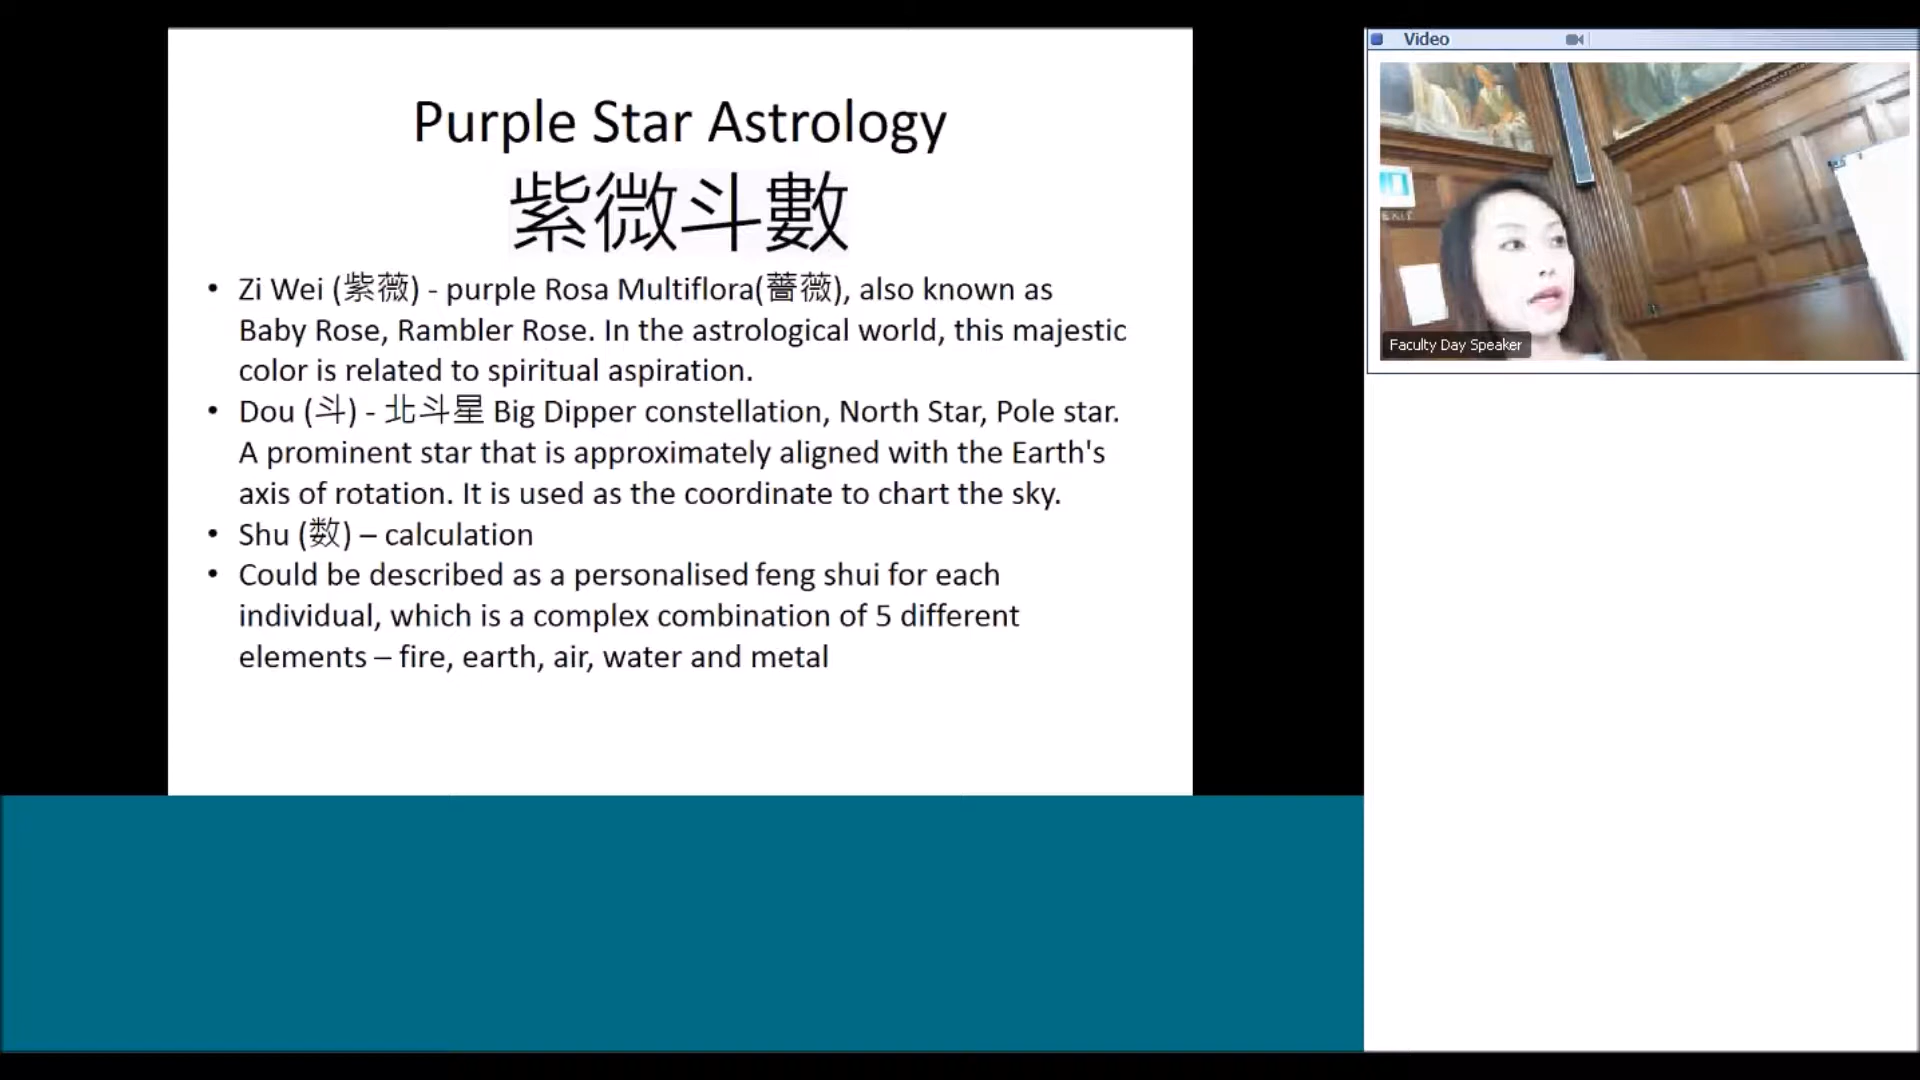 Purple Star Astrology
紫微斗數
• Zi Wei (紫薇) - purple Rosa Multiflora(薔薇), also known as
Baby Rose, Rambler Rose. In the astrological world, this majestic
color is related to spiritual aspiration.
• Dou (斗) - 北斗星 Big Dipper constellation, North Star, Pole star.
A prominent star that is approximately aligned with the Earth's
axis of rotation. It is used as the coordinate to chart the sky.
• Shu (数) – calculation
• Could be described as a personalised feng shui for each
individual, which is a complex combination of 5 different
elements – fire, earth, air, water and metal
Video
EXIT
Faculty Day Speaker